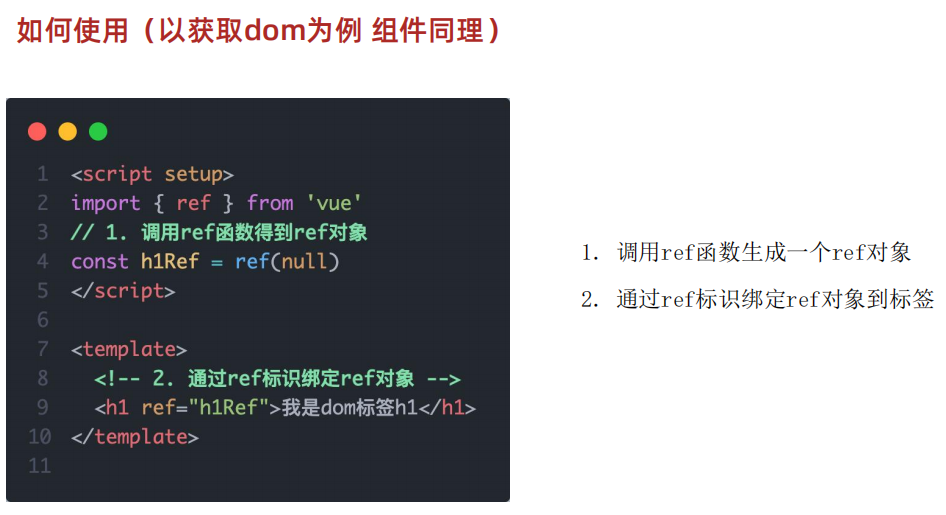 如何使用（以获取dom为例 组件同理）
1 <script setup>
2 import { ref } from 'vue'
3 // 1. 调用ref函数得到ref对象
4 const h1Ref = ref(null)
5 </script>
6
7 <template>
8   <!-- 2. 通过ref标识绑定ref对象 -->
9   <h1 ref="h1Ref">我是dom标签h1</h1>
10 </template>
11
1. 调用ref函数生成一个ref对象
2. 通过ref标识绑定ref对象到标签